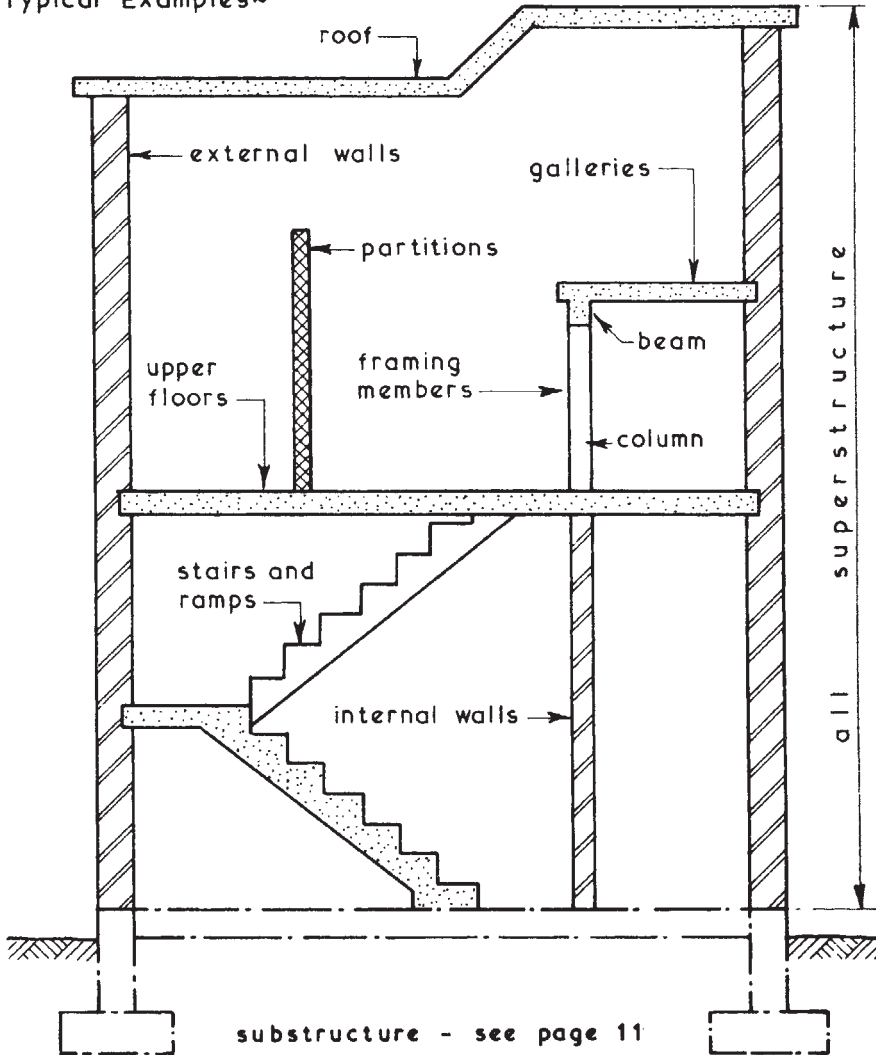 Typical Examples~
roof
external walls
galleries
partitions
beam
upper
floors
framing
members
column
stairs and
ramps
internal walls
all superstructure
substructure - see page 11